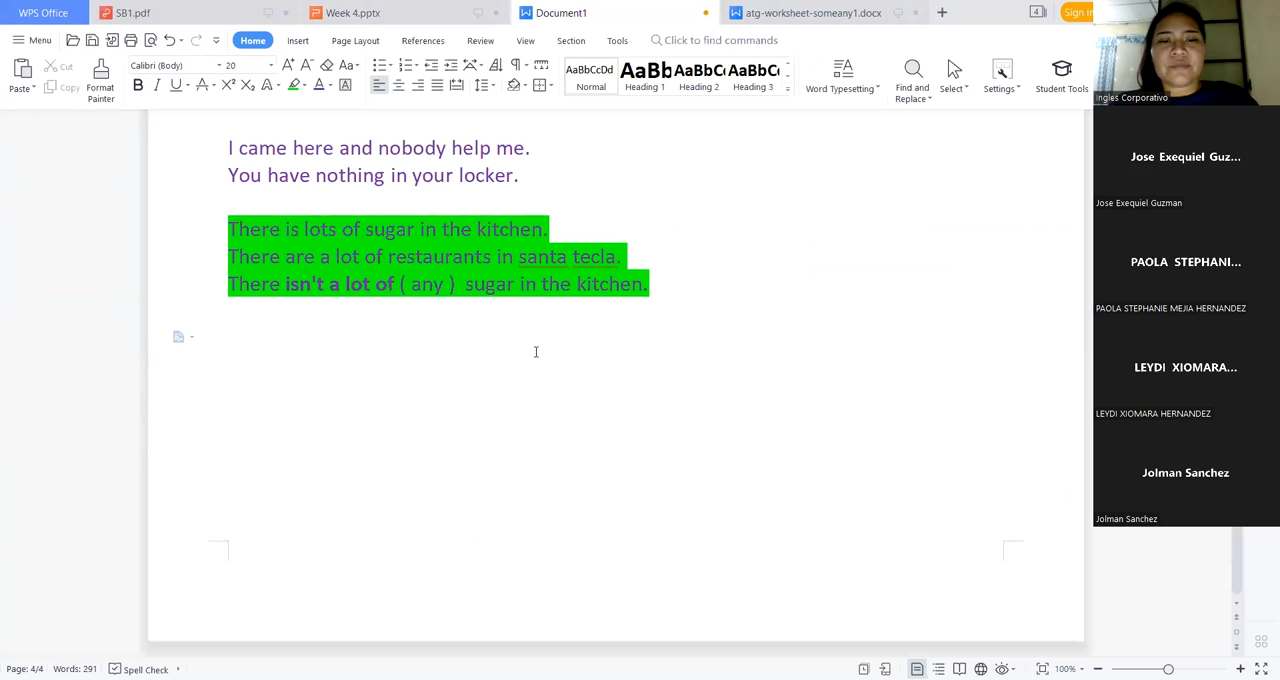 WPS Office
SB1.pdf
Week 4.pptx
Document1
atg-worksheet-someany1.docx
Sign in
Menu
Home
Insert
Page Layout
References
Review
View
Section
Tools
Click to find commands
Paste
Cut
Copy
Format
Painter
Calibri (Body)
20
AaBbCcDd
Normal
AaBb
Heading 1
AaBbCc
Heading 2
AaBbCc
Heading 3
Word Typesetting
Find and
Replace
Select
Settings
Student Tools
I came here and nobody help me.
You have nothing in your locker.
There is lots of sugar in the kitchen.
There are a lot of restaurants in santa tecla.
There isn't a lot of ( any )  sugar in the kitchen.
Ingles Corporativo
Jose Exequiel Guz...
Jose Exequiel Guzman
PAOLA STEPHANI...
PAOLA STEPHANIE MEJIA HERNANDEZ
LEYDI XIOMARA...
LEYDI XIOMARA HERNANDEZ
Jolman Sanchez
Jolman Sanchez
Page: 4/4
Words: 291
Spell Check
100%